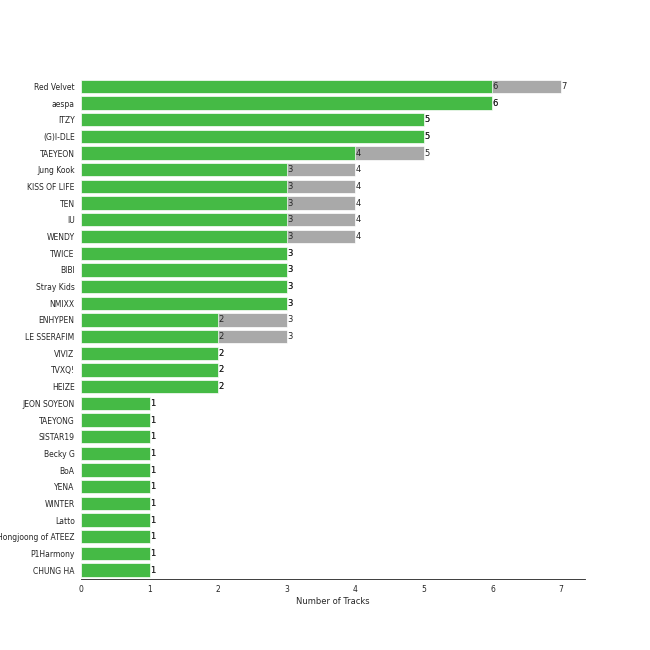 Red Velvet 6 7
aespa 6
ITZY 5
(G)I-DLE 5
TAEYEON 4 5
Jung Kook 3 4
KISS OF LIFE 3 4
TEN 3 4
IU 3 4
WENDY 3 4
TWICE 3
BIBI 3
Stray Kids 3
NMIXX 3
ENHYPEN 2 3
LE SSERAFIM 2 3
VIVIZ 2
TVXQ! 2
HEIZE 2
JEON SOYEON 1
TAEYONG 1
SISTAR19 1
Becky G 1
BoA 1
YENA 1
WINTER 1
Latto 1
Hongjoong of ATEEZ 1
P1Harmony 1
CHUNG HA 1
0 1 2 3 4 5 6 7
Number of Tracks